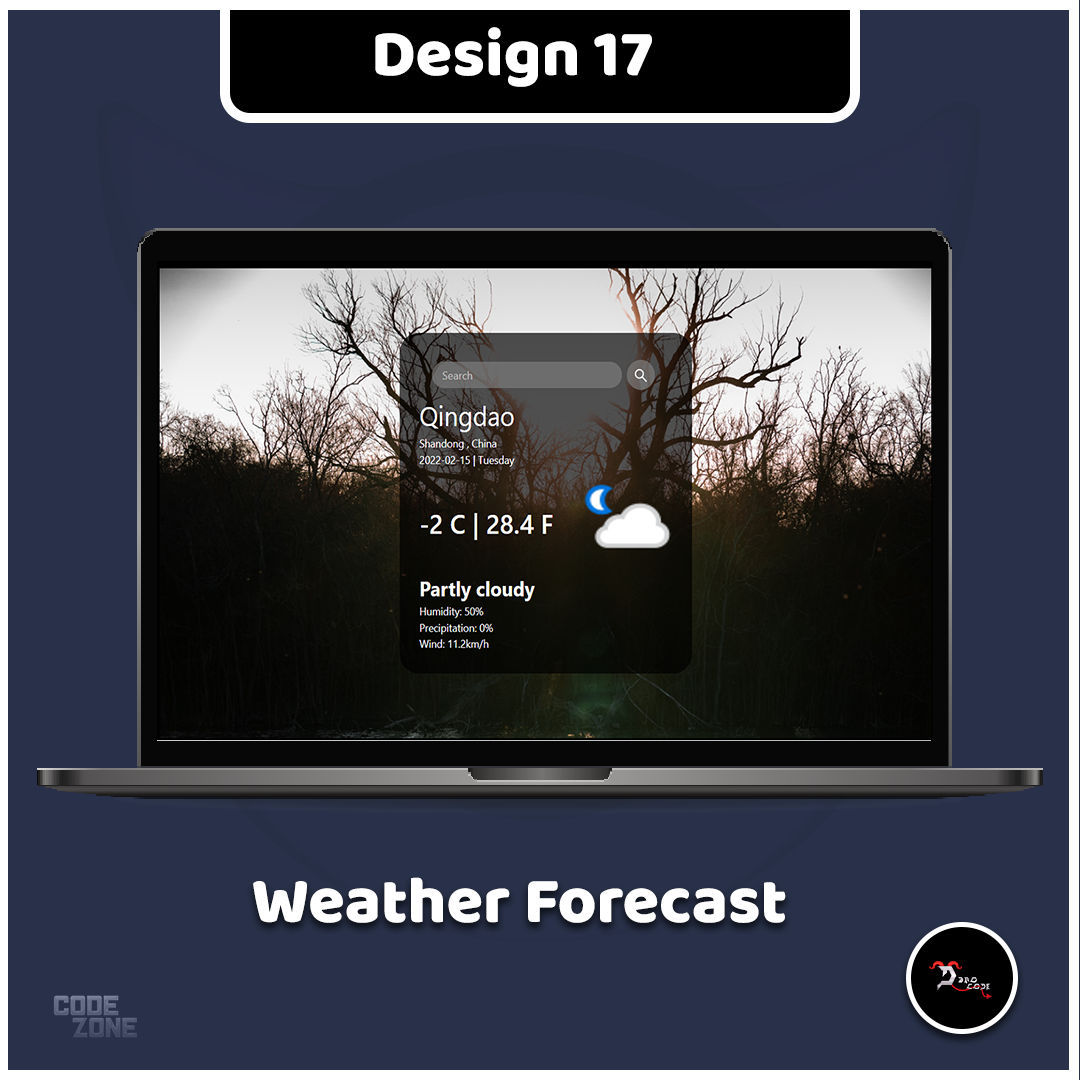 Design 17
Search
Qingdao
Shandong , China
2022-02-15 | Tuesday
-2 C | 28.4 F
Partly cloudy
Humidity: 50%
Precipitation: 0%
Wind: 11.2km/h
Weather Forecast
CODE
ZONE